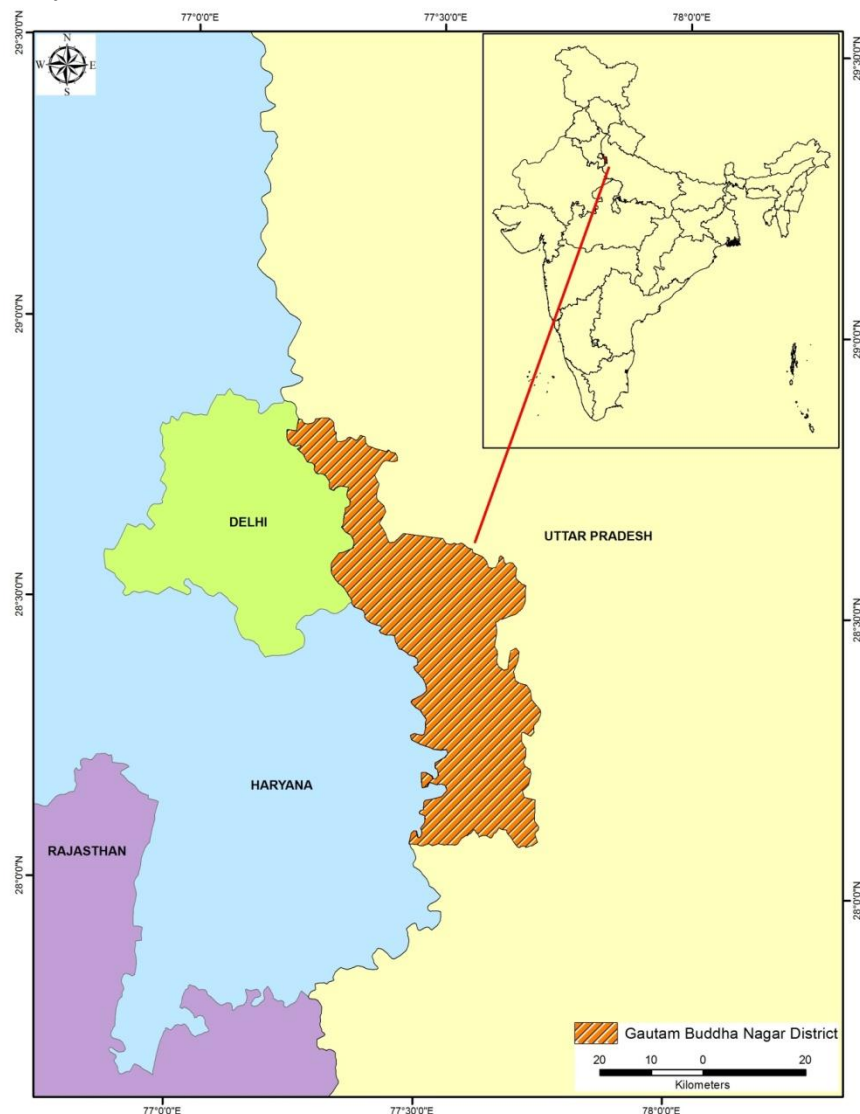 77°0'0"E
77°30'0"E
78°0'0"E
29°30'0"N
29°30'0"N
N
W
E
S
29°0'0"N
29°0'0"N
DELHI
UTTAR PRADESH
28°30'0"N
28°30'0"N
HARYANA
RAJASTHAN
28°0'0"N
28°0'0"N
Gautam Buddha Nagar District
20
10
0
20
Kilometers
77°0'0"E
77°30'0"E
78°0'0"E